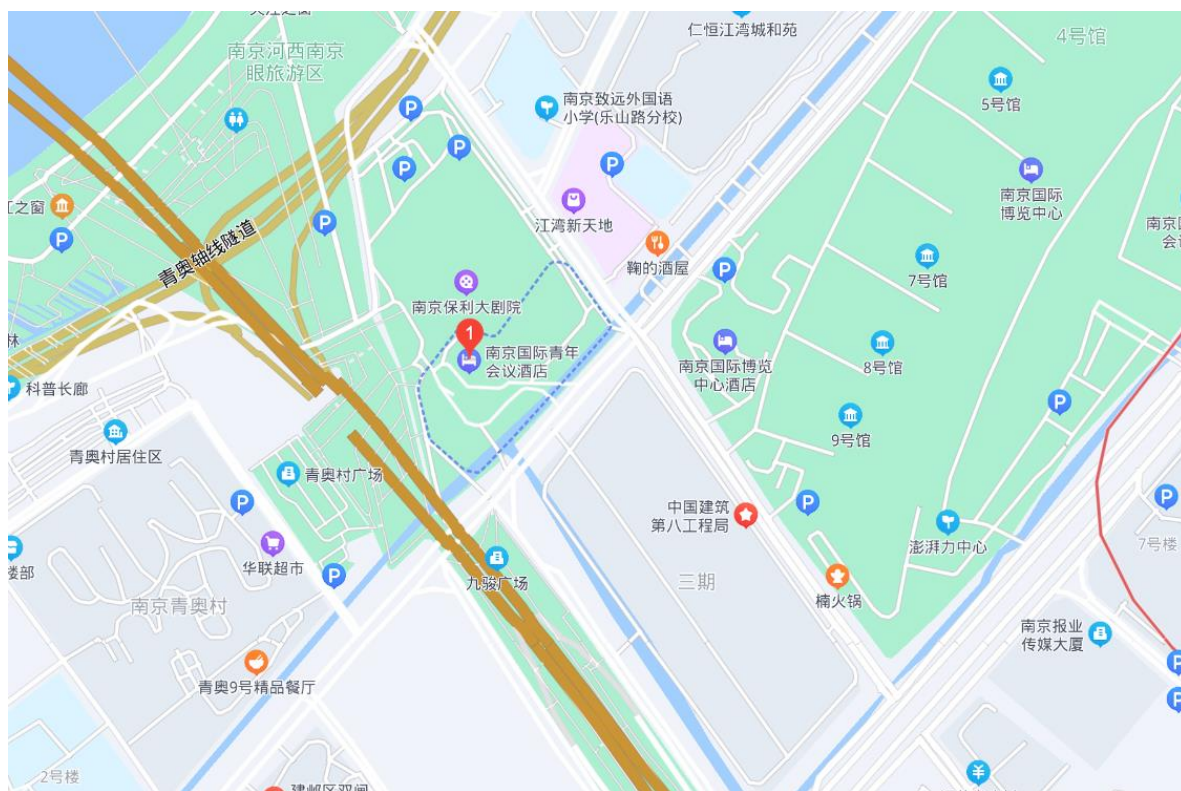 仁恒江湾城和苑
4号馆
南京河西南京
眼旅游区
5号馆
南京致远外国语
小学(乐山路分校)
P
P
P
P
南京国际
博览中心
江之窗
P
P
江湾新天地
青奥轴线隧道
鞠的酒屋
P
7号馆
南京保利大剧院
1
南京国际青年
会议酒店
南京国际博览
中心酒店
8号馆
林
科普长廊
P
9号馆
青奥村居住区
青奥村广场
P
中国建筑
第八工程局
P
P
澎湃力中心
7号楼
华联超市
楼部
P
九骏广场
三期
楠火锅
南京青奥村
南京报业
传媒大厦
P
青奥9号精品餐厅
P
2号楼